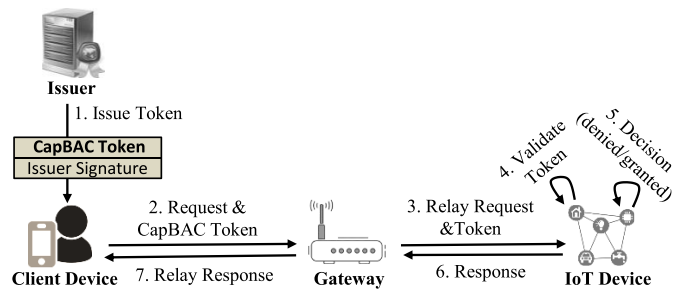 Issuer
1. Issue Token
CapBAC Token
Issuer Signature
Client Device
2. Request &
CapBAC Token
7. Relay Response
Gateway
3. Relay Request
&Token
6. Response
4. Validate
Token
5. Decision
(denied/granted)
IoT Device